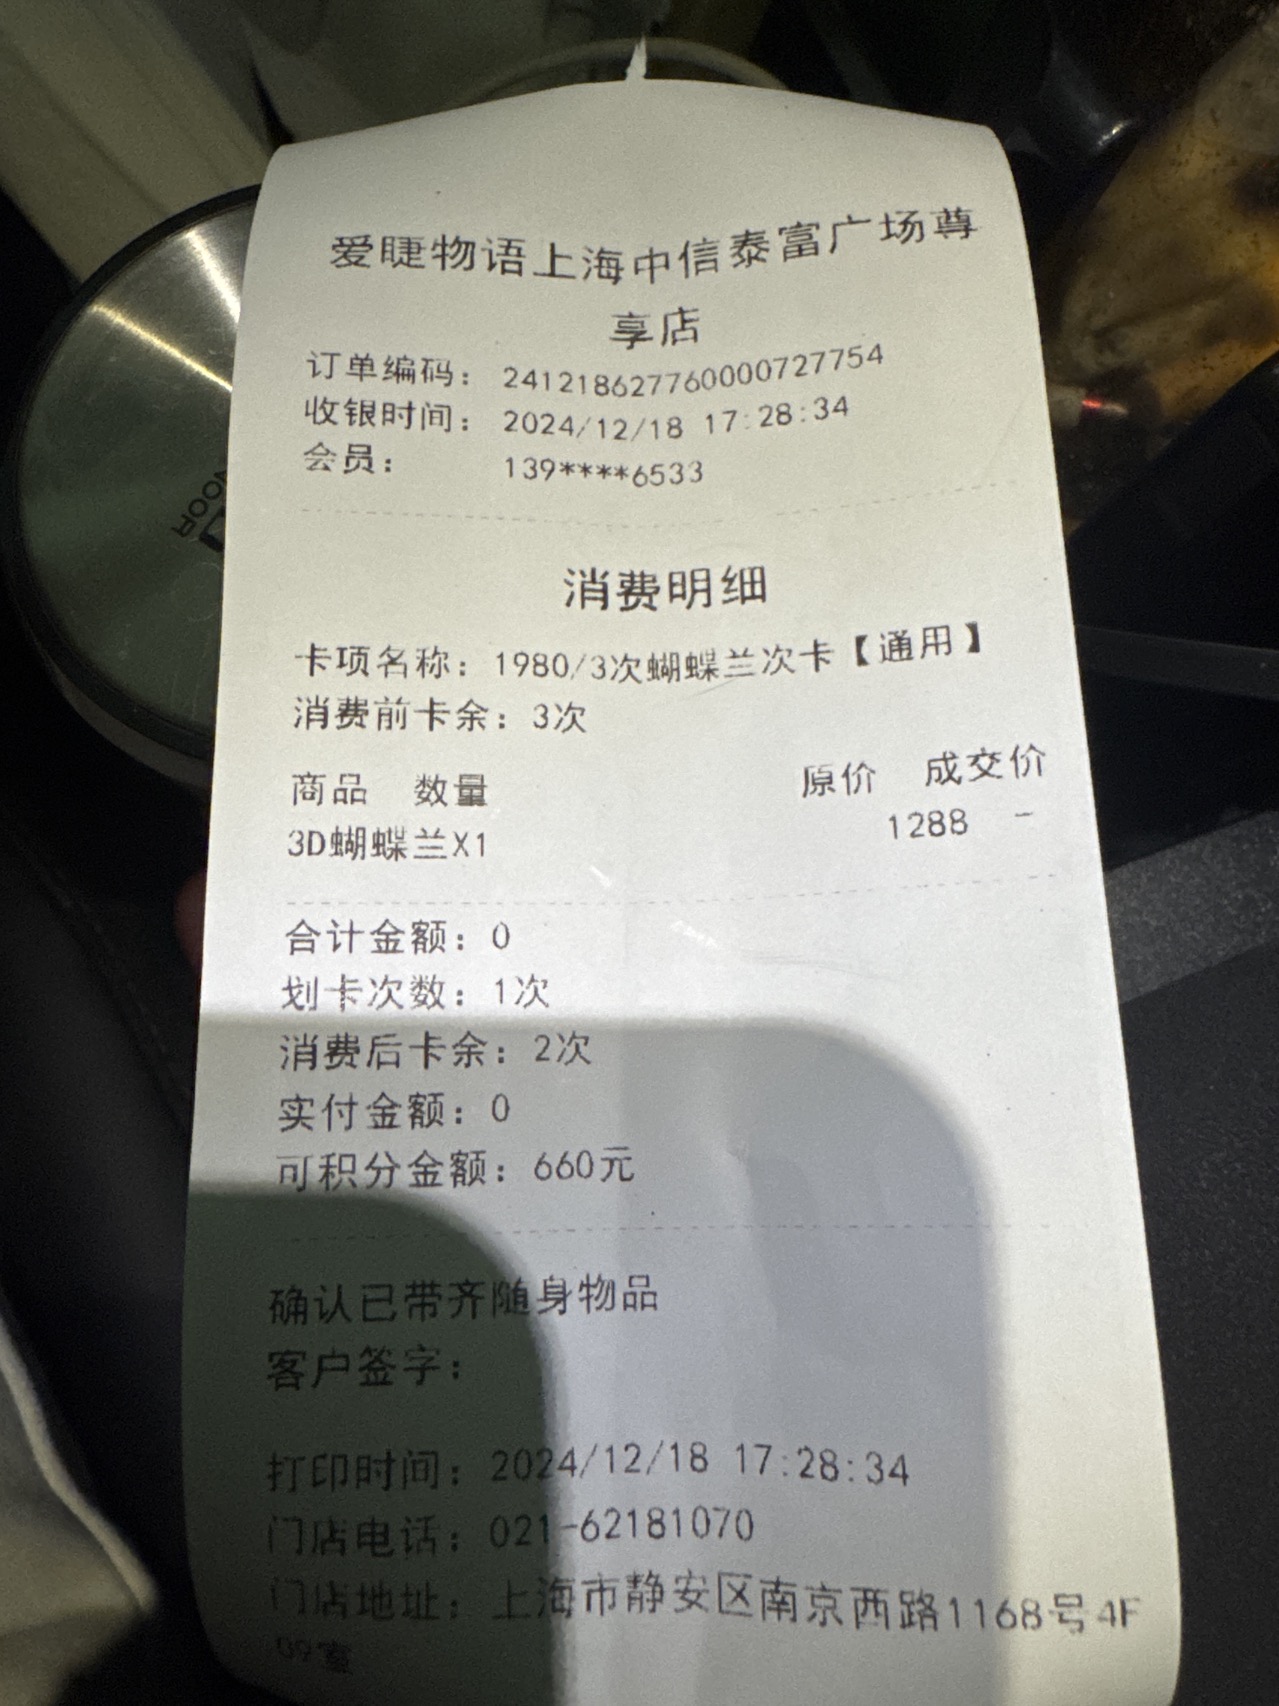 爱睫物语上海中信泰富广场尊
享店
订单编码： 241218627760000727754
收银时间： 2024/12/18 17:28:34
会员： 139****6533
消费明细
卡项名称：1980/3次蝴蝶兰次卡【通用】
消费前卡余：3次
商品 数量 原价 成交价
3D蝴蝶兰X1 1288 -
合计金额：0
划卡次数：1次
消费后卡余：2次
实付金额：0
可积分金额：660元
确认已带齐随身物品
客户签字：
打印时间：2024/12/18 17:28:34
门店电话：021-62181070
门店地址：上海市静安区南京西路1168号4F
09室